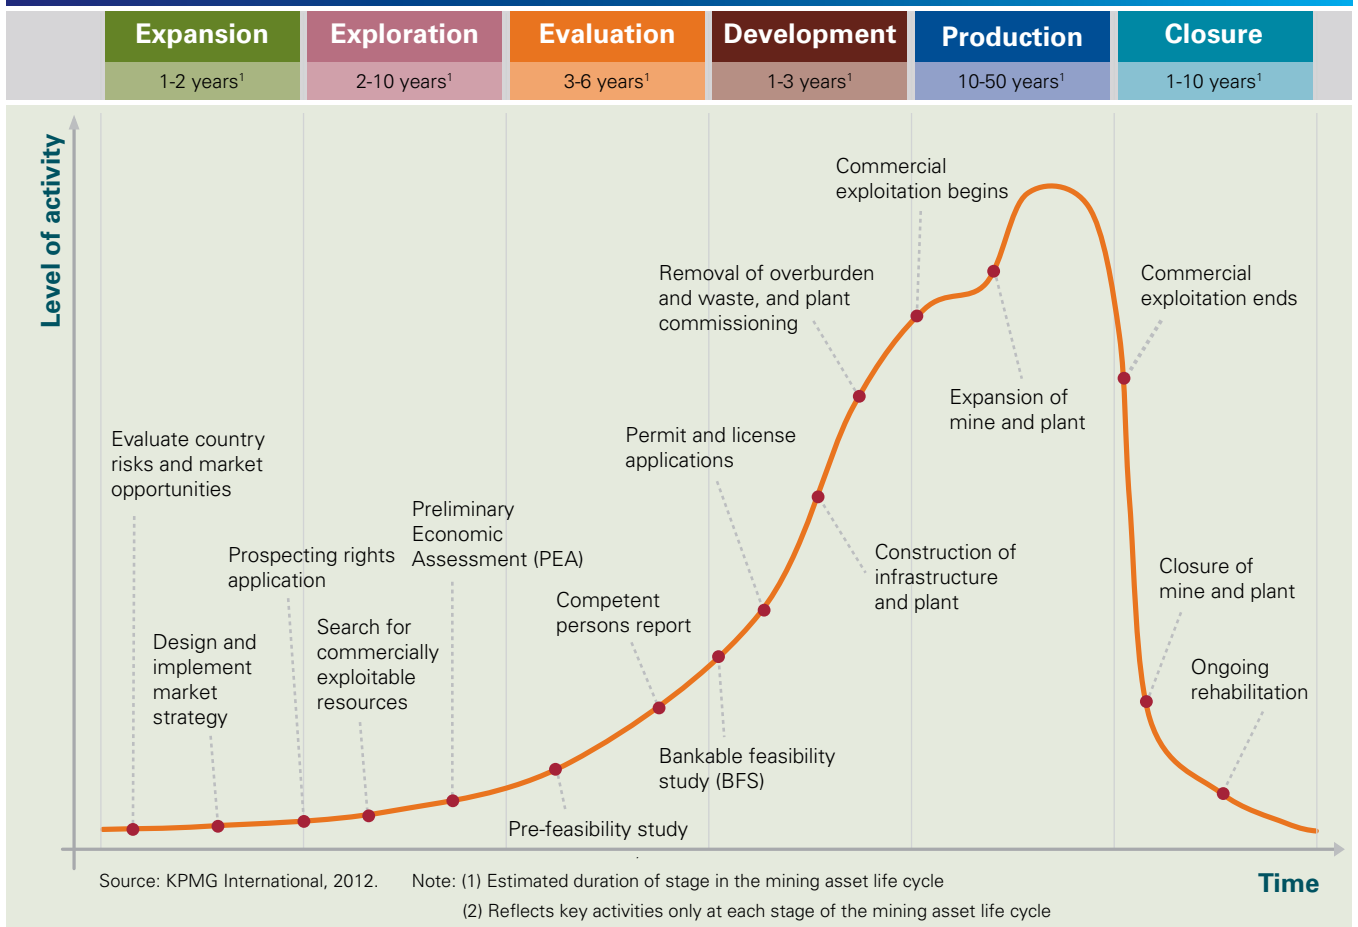 Expansion
Exploration
Evaluation
Development
Production
Closure
1-2 years1
2-10 years1
3-6 years1
1-3 years1
10-50 years1
1-10 years1
Level of activity
Commercial
exploitation begins
Removal of overburden
and waste, and plant
commissioning
Commercial
exploitation ends
Expansion of
mine and plant
Evaluate country
risks and market
opportunities
Permit and license
applications
Preliminary
Economic
Assessment (PEA)
Prospecting rights
application
Construction of
infrastructure
and plant
Closure of
mine and plant
Competent
persons report
Design and
implement
market
strategy
Search for
commercially
exploitable
resources
Ongoing
rehabilitation
Bankable feasibility
study (BFS)
Pre-feasibility study
Source: KPMG International, 2012.
Note: (1) Estimated duration of stage in the mining asset life cycle
(2) Reflects key activities only at each stage of the mining asset life cycle
Time